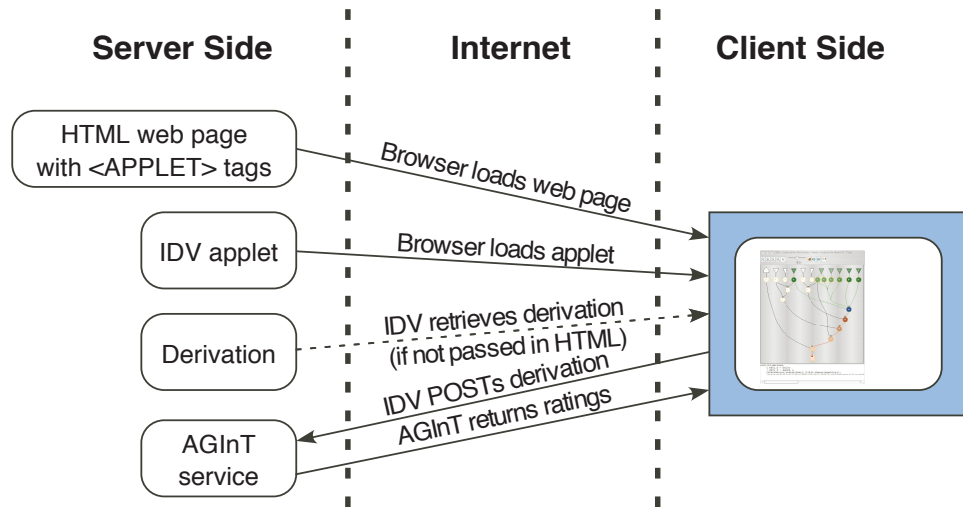 Server Side
Internet
Client Side
HTML web page
with <APPLET> tags
Browser loads web page
IDV applet
Browser loads applet
Derivation
IDV retrieves derivation
(if not passed in HTML)
IDV POSTs derivation
AGInT returns ratings
AGInT
service